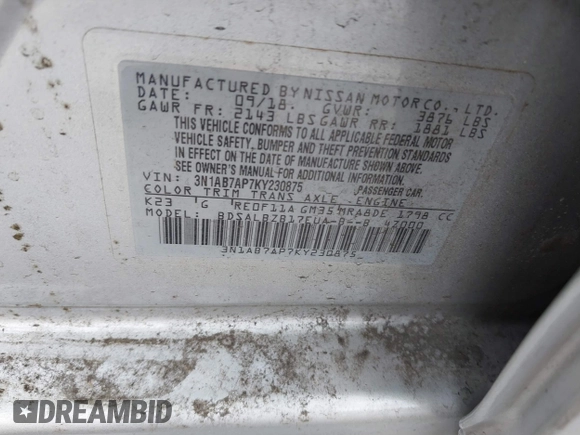 MANUFACTURED BY NISSAN MOTOR CO., LTD.
DATE: 09/18 GVWR: 3876 LBS
GAWR FR: 2143 LBS GAWR RR: 1881 LBS
THIS VEHICLE CONFORMS TO ALL APPLICABLE FEDERAL MOTOR
VEHICLE SAFETY, BUMPER AND THEFT PREVENTION STANDARDS
IN EFFECT ON THE DATE OF MANUFACTURE SHOWN ABOVE.
SEE OWNER'S MANUAL FOR ADDITIONAL INFORMATION.
VIN: 3N1AB7AP7KY230875 PASSENGER CAR
COLOR TRIM TRANS AXLE ENGINE
K23 G RE0F11A GM35 MRA8DE 1798 CC
MODEL: BDSALBZB17EUA-B--B
3N1AB7AP7KY230875
DREAMBID